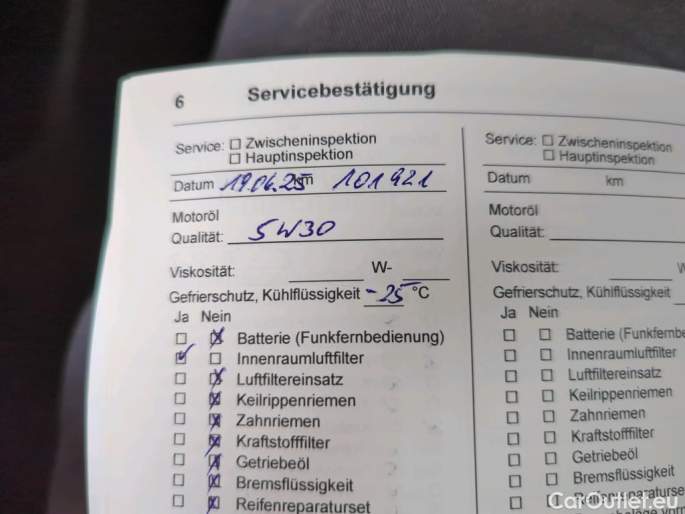 6 Servicebestätigung
Service: ☐ Zwischeninspektion
☐ Hauptinspektion
Datum 19.06.25 km 101921
Motoröl
Qualität: 5W30
Viskosität: W-
Gefrierschutz, Kühlflüssigkeit -25 °C
Ja Nein
Batterie (Funkfernbedienung)
Innenraumluftfilter
Luftfiltereinsatz
Keilrippenriemen
Zahnriemen
Kraftstofffilter
Getriebeöl
Bremsflüssigkeit
Reifenreparaturset
Service: ☐ Zwischeninspektion
☐ Hauptinspektion
Datum km
Motoröl
Qualität:
Viskosität:
Gefrierschutz, Kühlflüssigkeit
Ja Nein
Batterie (Funkfernbe
Innenraumluftfilter
Luftfiltereinsatz
Keilrippenriemen
Zahnriemen
Kraftstofffilter
Getriebeöl
Bremsflüssigkeit
Reifenreparaturse
CarOutlet.eu